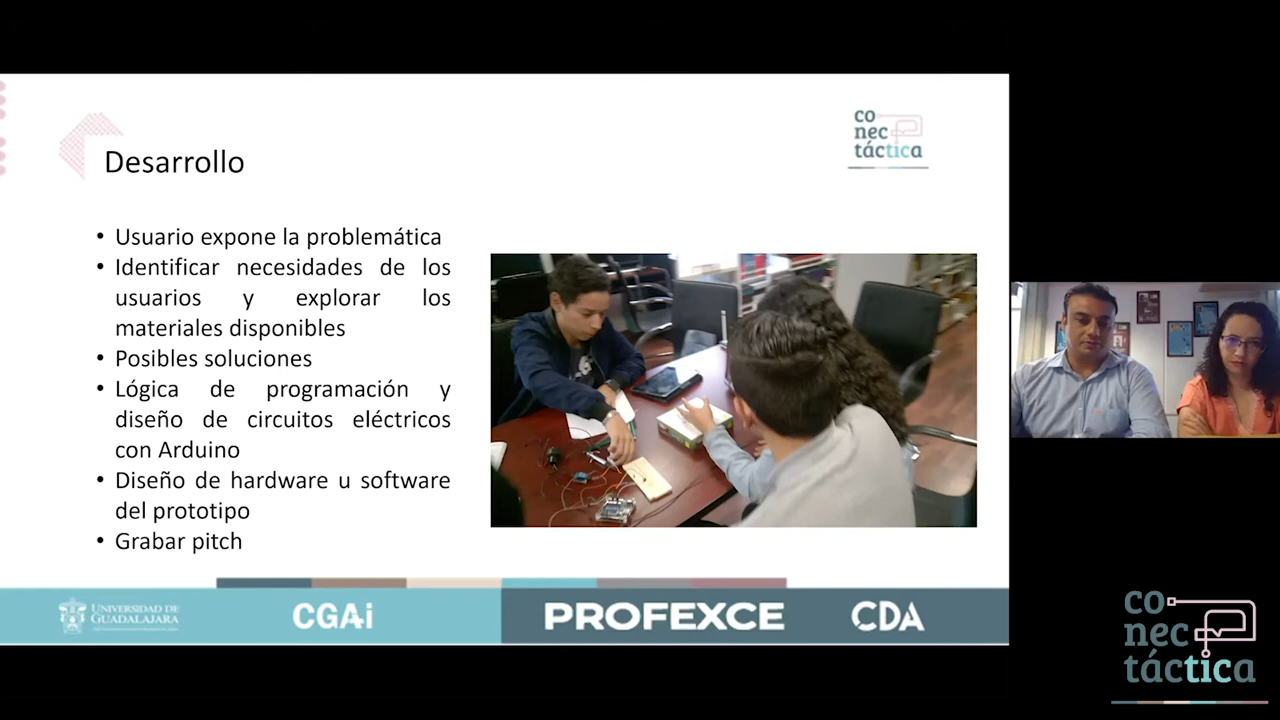 Desarrollo
co
nec
táctica
• Usuario expone la problemática
• Identificar necesidades de los
usuarios y explorar los
materiales disponibles
• Posibles soluciones
• Lógica de programación y
diseño de circuitos eléctricos
con Arduino
• Diseño de hardware u software
del prototipo
• Grabar pitch
UNIVERSIDAD DE
GUADALAJARA
CGAi
PROFEXCE
CDA
co
nec
táctica